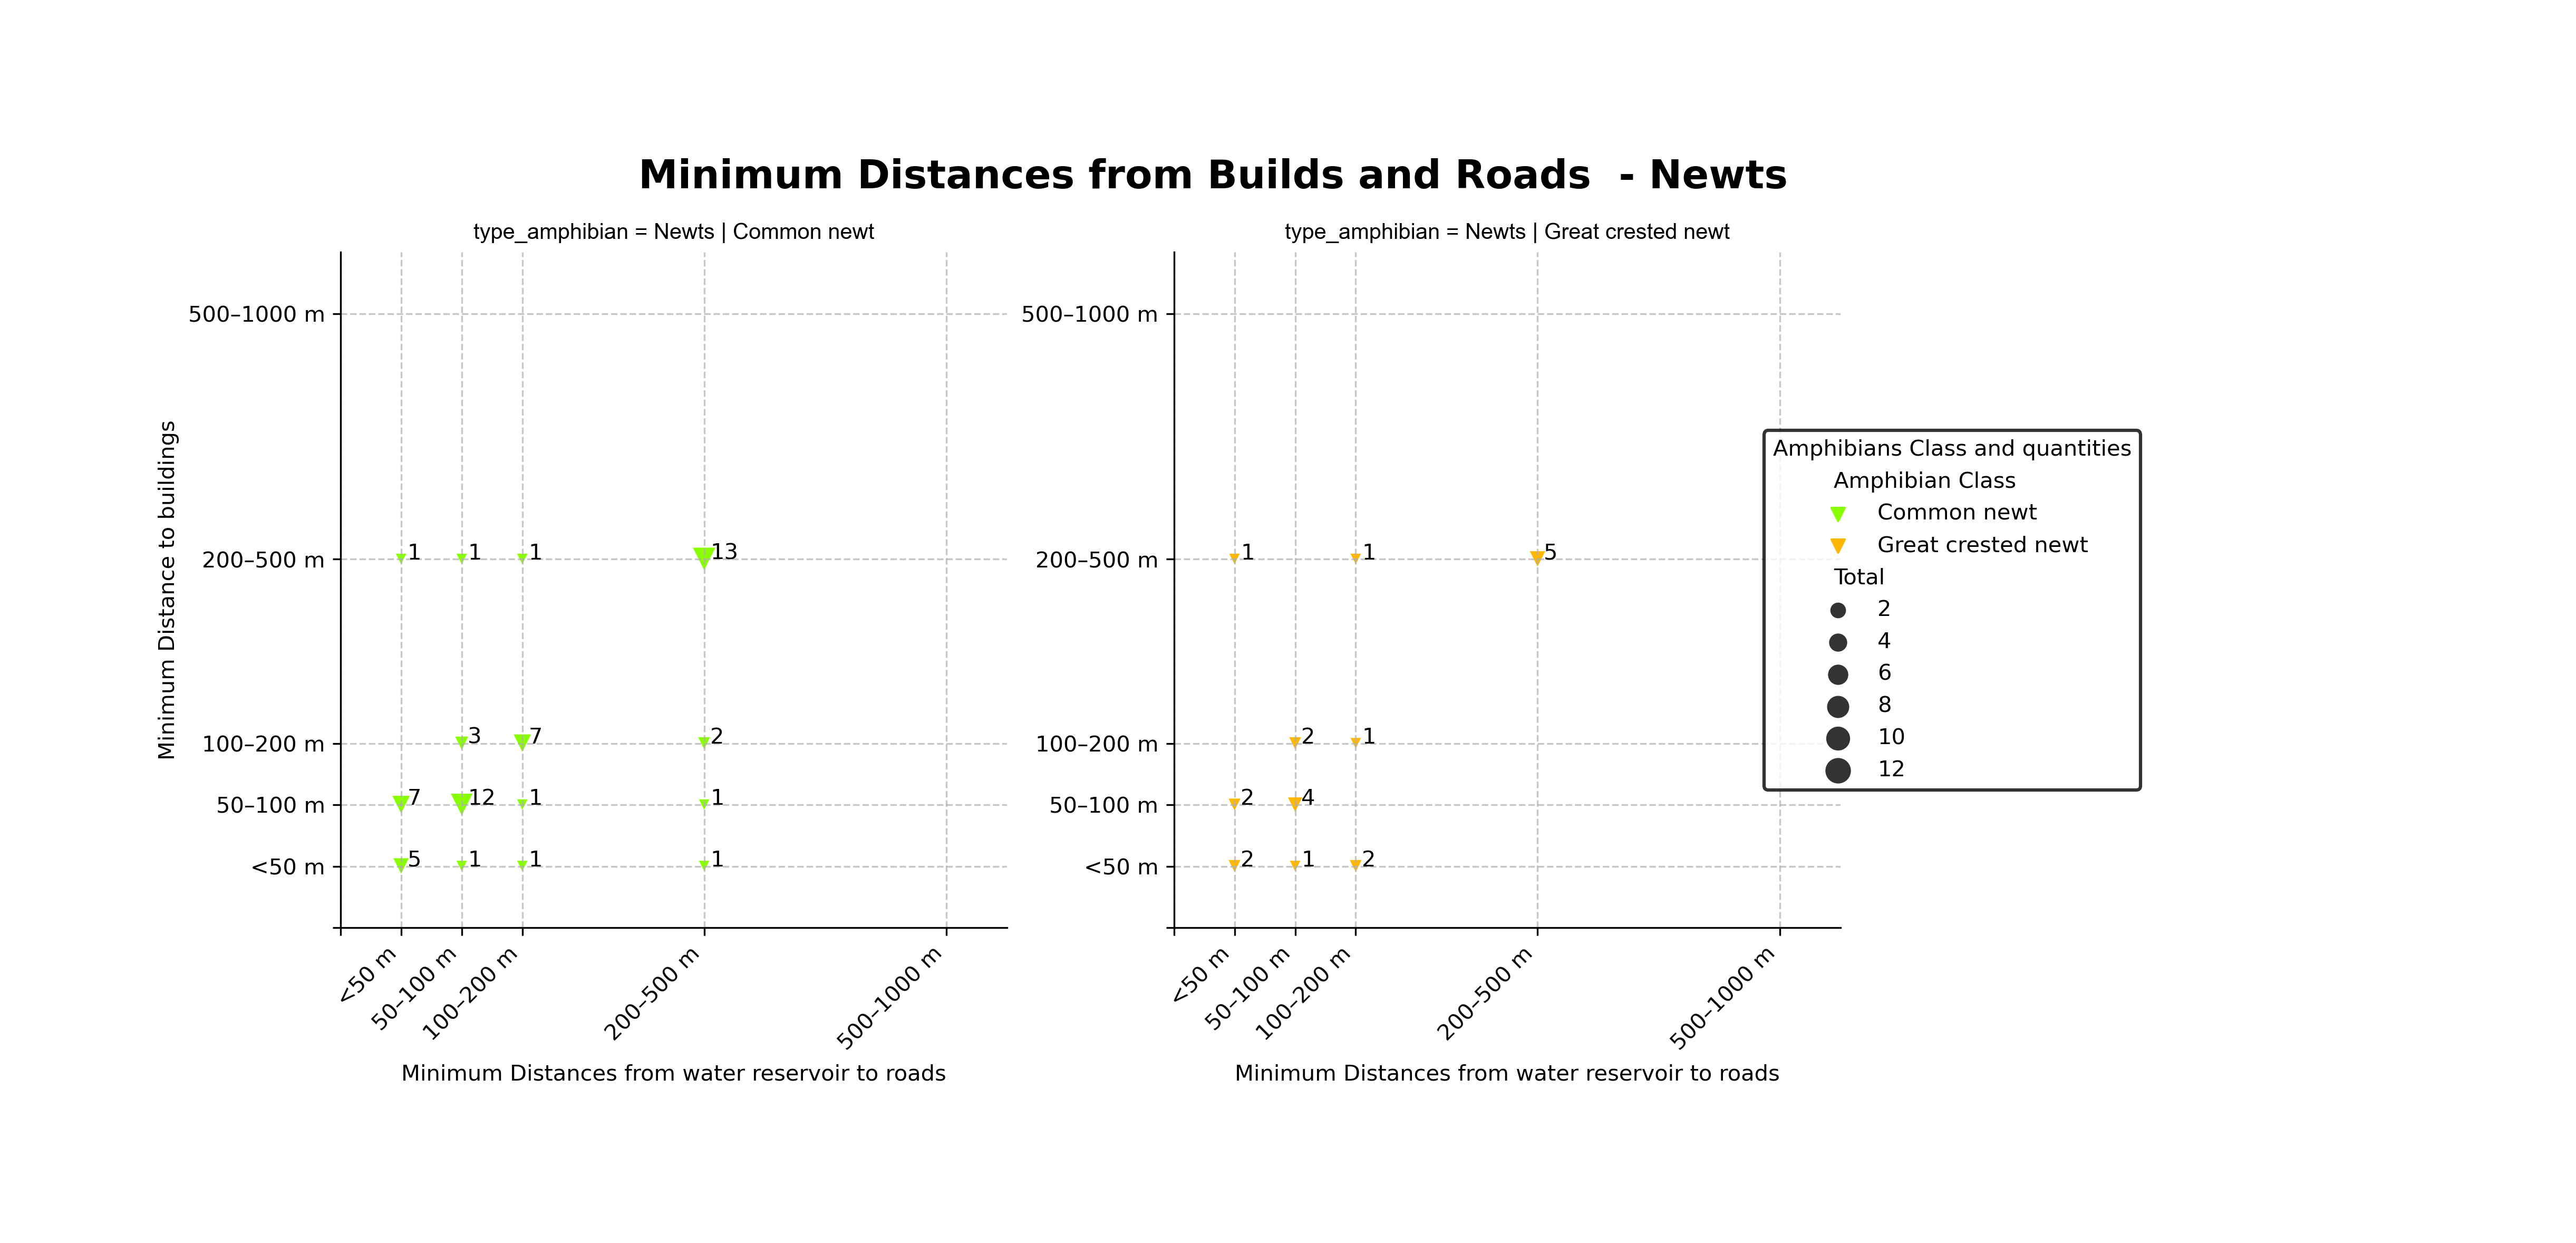 Minimum Distances from Builds and Roads  - Newts
type_amphibian = Newts | Common newt
Minimum Distance to buildings
500–1000 m
200–500 m
100–200 m
50–100 m
<50 m
1
1
1
13
3
7
2
7
12
1
1
5
1
1
1
<50 m
50–100 m
100–200 m
200–500 m
500–1000 m
Minimum Distances from water reservoir to roads
type_amphibian = Newts | Great crested newt
500–1000 m
200–500 m
100–200 m
50–100 m
<50 m
1
1
5
2
1
2
4
2
1
2
<50 m
50–100 m
100–200 m
200–500 m
500–1000 m
Minimum Distances from water reservoir to roads
Amphibians Class and quantities
Amphibian Class
Common newt
Great crested newt
Total
2
4
6
8
10
12